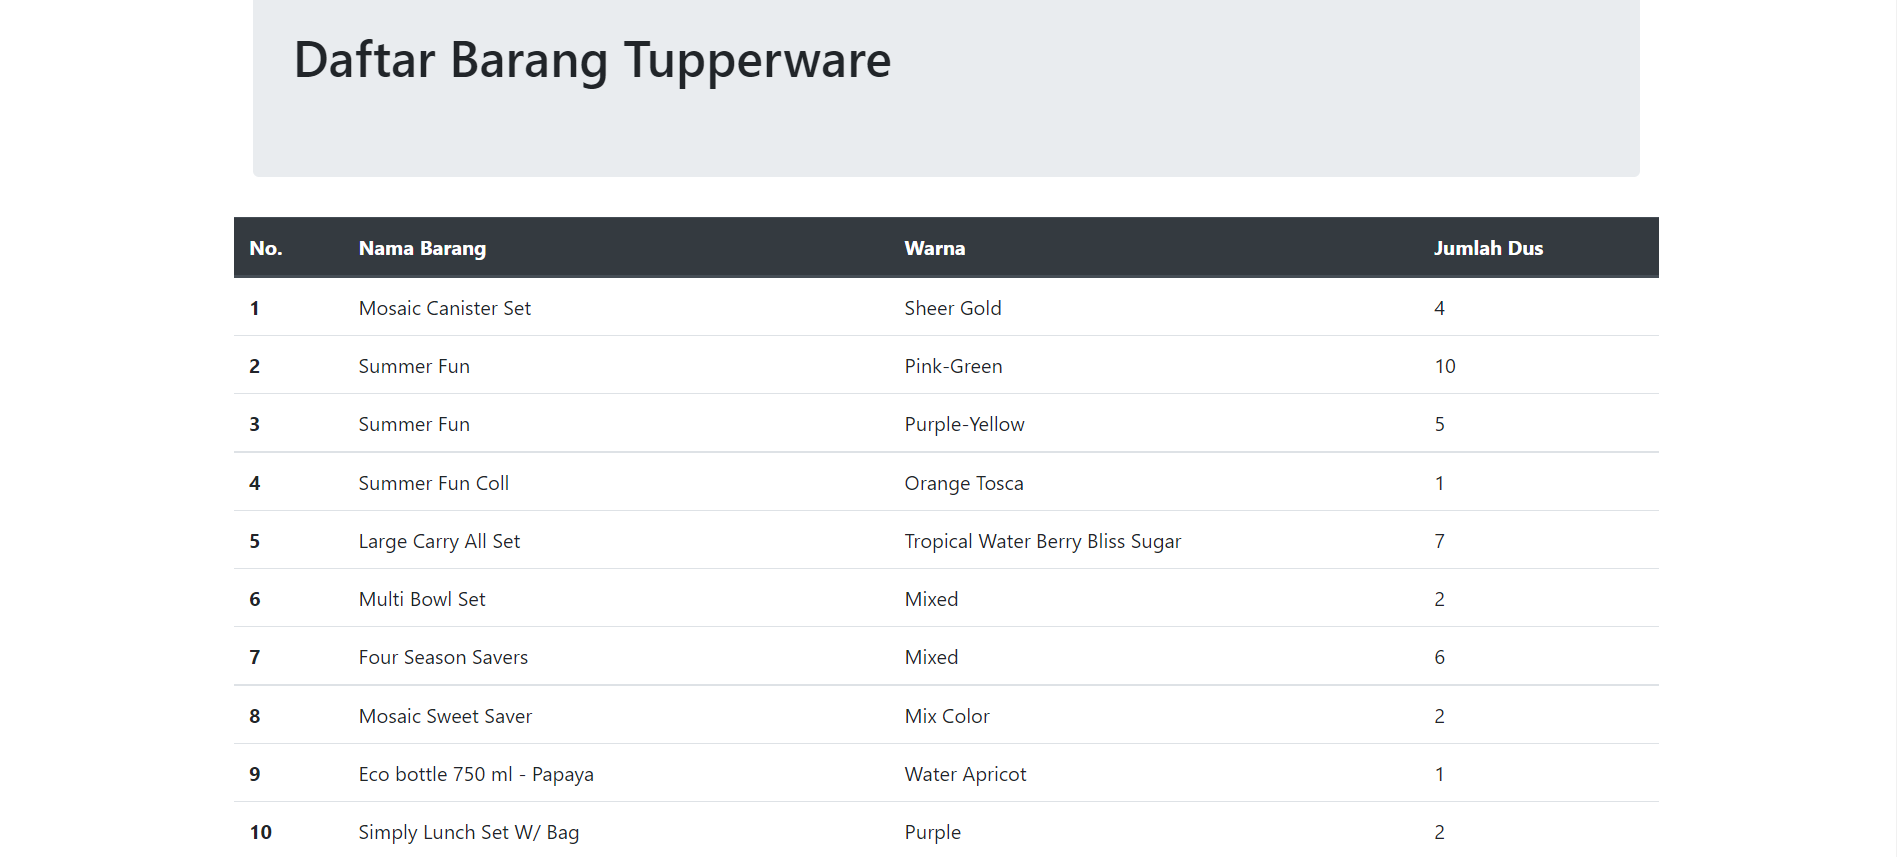 Daftar Barang Tupperware
No. Nama Barang Warna Jumlah Dus
1 Mosaic Canister Set Sheer Gold 4
2 Summer Fun Pink-Green 10
3 Summer Fun Purple-Yellow 5
4 Summer Fun Coll Orange Tosca 1
5 Large Carry All Set Tropical Water Berry Bliss Sugar 7
6 Multi Bowl Set Mixed 2
7 Four Season Savers Mixed 6
8 Mosaic Sweet Saver Mix Color 2
9 Eco bottle 750 ml - Papaya Water Apricot 1
10 Simply Lunch Set W/ Bag Purple 2